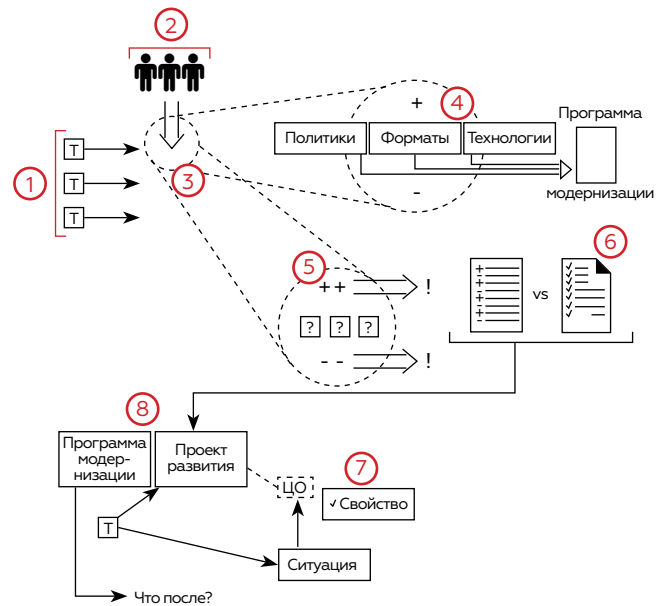 2
+
4
Программа
Политики
Форматы
Технологии
1
Т
Т
Т
3
-
модернизации
5
++
!
? ? ?
--
!
+
-
+
-
+
-
+
-
vs
6
8
Программа
модер-
низации
Проект
развития
7
ЦО
✓ Свойство
Т
Ситуация
Что после?